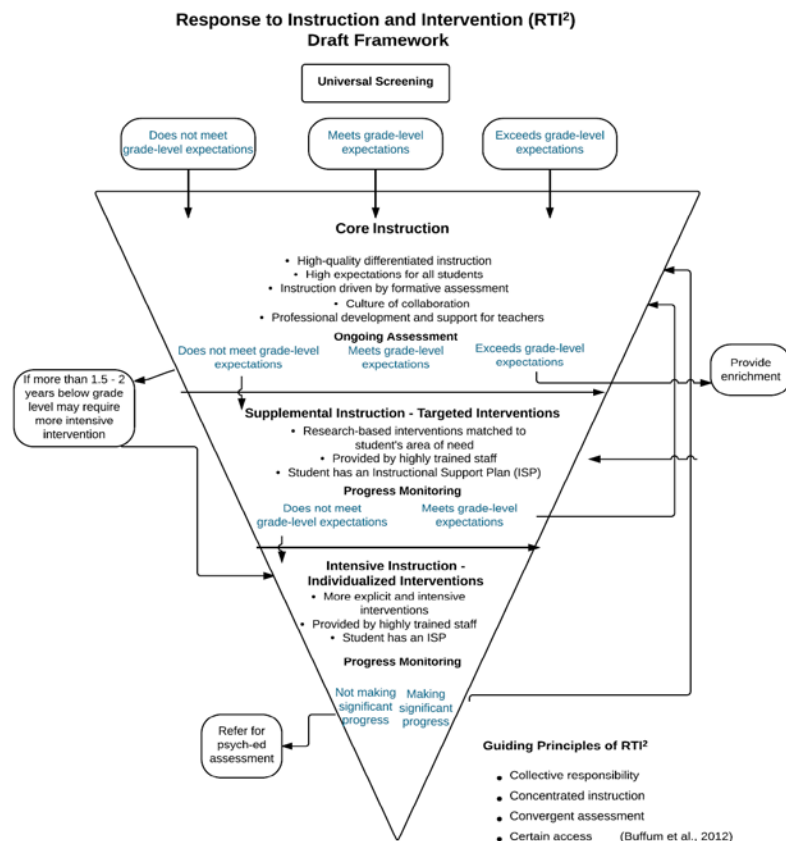 Response to Instruction and Intervention (RTI²)
Draft Framework
Universal Screening
Does not meet
grade-level expectations
Meets grade-level
expectations
Exceeds grade-level
expectations
Core Instruction
• High-quality differentiated instruction
• High expectations for all students
• Instruction driven by formative assessment
• Culture of collaboration
• Professional development and support for teachers
Ongoing Assessment
Does not meet grade-level
expectations
Meets grade-level
expectations
Exceeds grade-level
expectations
Provide
enrichment
If more than 1.5 - 2
years below grade
level may require
more intensive
intervention
Supplemental Instruction - Targeted Interventions
• Research-based interventions matched to
student's area of need
• Provided by highly trained staff
• Student has an Instructional Support Plan (ISP)
Progress Monitoring
Does not meet
grade-level expectations
Meets grade-level
expectations
Intensive Instruction -
Individualized Interventions
• More explicit and intensive
interventions
• Provided by highly trained staff
• Student has an ISP
Progress Monitoring
Not making
significant
progress
Making
significant
progress
Refer for
psych-ed
assessment
Guiding Principles of RTI²
• Collective responsibility
• Concentrated instruction
• Convergent assessment
• Certain access (Buffum et al., 2012)